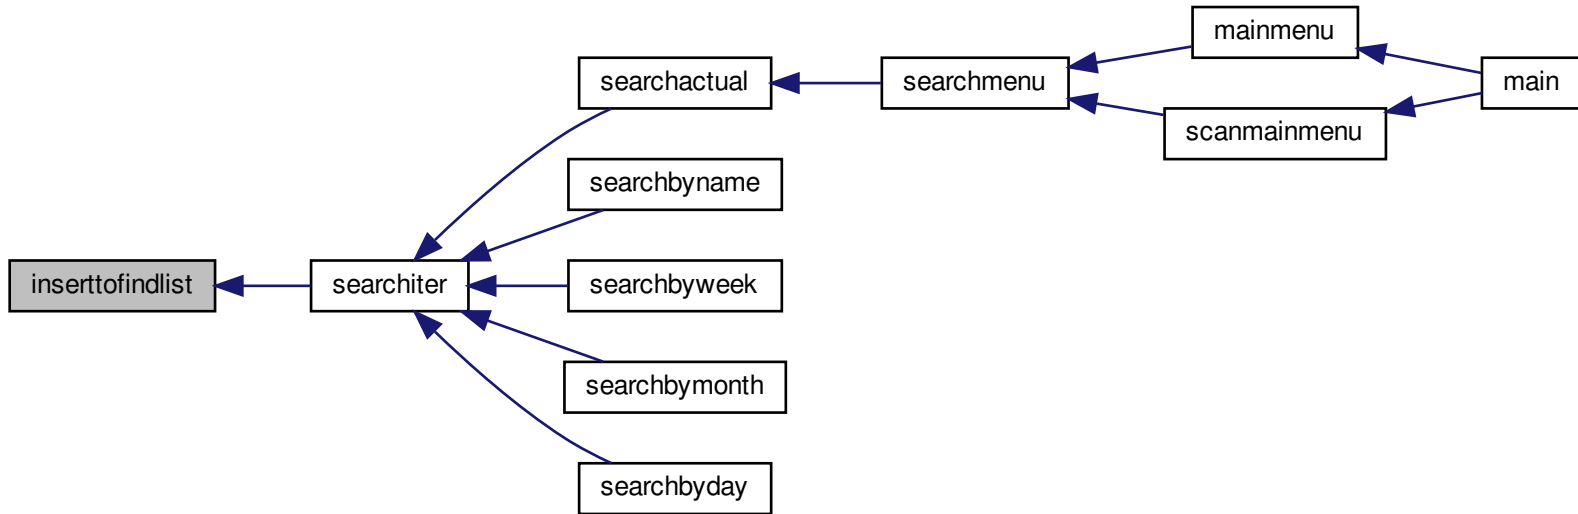 mainmenu
searchactual
searchmenu
main
scanmainmenu
searchbyname
inserttofindlist
searchiter
searchbyweek
searchbymonth
searchbyday